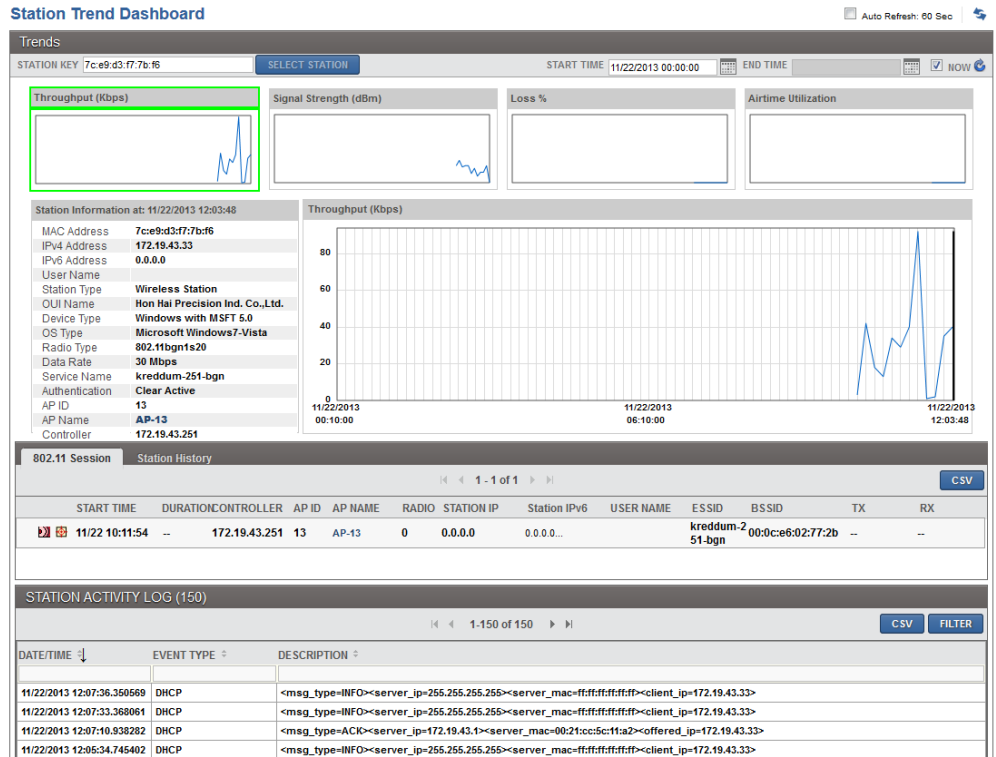 Station Trend Dashboard
Auto Refresh: 60 Sec
Trends
STATION KEY 7c:e9:d3:f7:7b:f6 SELECT STATION START TIME 11/22/2013 00:00:00 END TIME NOW
Throughput (Kbps) Signal Strength (dBm) Loss % Airtime Utilization
Station Information at: 11/22/2013 12:03:48
MAC Address 7c:e9:d3:f7:7b:f6
IPv4 Address 172.19.43.33
IPv6 Address 0.0.0.0
User Name
Station Type Wireless Station
OUI Name Hon Hai Precision Ind. Co.,Ltd.
Device Type Windows with MSFT 5.0
OS Type Microsoft Windows7-Vista
Radio Type 802.11bgn1s20
Data Rate 30 Mbps
Service Name kreddum-251-bgn
Authentication Clear Active
AP ID 13
AP Name AP-13
Controller 172.19.43.251
Throughput (Kbps)
80
60
40
20
0
11/22/2013 11/22/2013 11/22/2013
00:10:00 06:10:00 12:03:48
802.11 Session Station History
1 - 1 of 1 CSV
START TIME DURATION CONTROLLER AP ID AP NAME RADIO STATION IP Station IPv6 USER NAME ESSID BSSID TX RX
11/22 10:11:54 -- 172.19.43.251 13 AP-13 0 0.0.0.0 0.0.0.0... kreddum-2 00:0c:e6:02:77:2b -- --
51-bgn
STATION ACTIVITY LOG (150)
1-150 of 150 CSV FILTER
DATE/TIME EVENT TYPE DESCRIPTION
11/22/2013 12:07:36.350569 DHCP <msg_type=INFO><server_ip=255.255.255.255><server_mac=ff:ff:ff:ff:ff:ff><client_ip=172.19.43.33>
11/22/2013 12:07:33.368061 DHCP <msg_type=INFO><server_ip=255.255.255.255><server_mac=ff:ff:ff:ff:ff:ff><client_ip=172.19.43.33>
11/22/2013 12:07:10.938282 DHCP <msg_type=ACK><server_ip=172.19.43.1><server_mac=00:21:cc:5c:11:a2><offered_ip=172.19.43.33>
11/22/2013 12:05:34.745402 DHCP <msg_type=INFO><server_ip=255.255.255.255><server_mac=ff:ff:ff:ff:ff:ff><client_ip=172.19.43.33>